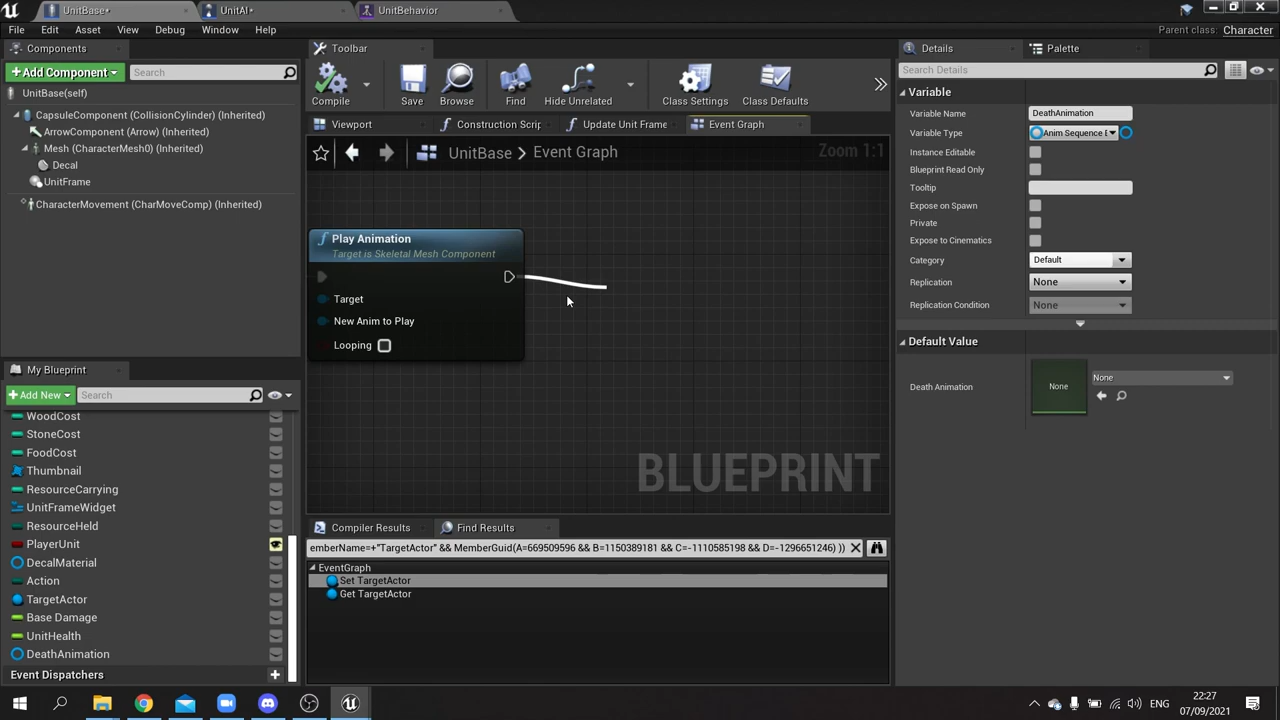 UnitBase*
UnitAI*
UnitBehavior
File Edit Asset View Debug Window Help
Parent class: Character
Components
Add Component
Search
UnitBase(self)
CapsuleComponent (CollisionCylinder) (Inherited)
ArrowComponent (Arrow) (Inherited)
Mesh (CharacterMesh0) (Inherited)
Decal
UnitFrame
CharacterMovement (CharMoveComp) (Inherited)
My Blueprint
Add New
Search
WoodCost
StoneCost
FoodCost
Thumbnail
ResourceCarrying
UnitFrameWidget
ResourceHeld
PlayerUnit
DecalMaterial
Action
TargetActor
Base Damage
UnitHealth
DeathAnimation
Event Dispatchers
Toolbar
Compile
Save
Browse
Find
Hide Unrelated
Class Settings
Class Defaults
Viewport
Construction Scrip
Update Unit Frame
Event Graph
UnitBase > Event Graph
Zoom 1:1
Play Animation
Target is Skeletal Mesh Component
Target
New Anim to Play
Looping
BLUEPRINT
Compiler Results
Find Results
emberName=+"TargetActor" && MemberGuid(A=669509596 && B=1150389181 && C=-1110585198 && D=-1296651246) ))
EventGraph
Set TargetActor
Get TargetActor
Details
Palette
Search Details
Variable
Variable Name DeathAnimation
Variable Type Anim Sequence
Instance Editable
Blueprint Read Only
Tooltip
Expose on Spawn
Private
Expose to Cinematics
Category Default
Replication None
Replication Condition None
Default Value
Death Animation None None
ENG
22:27
07/09/2021